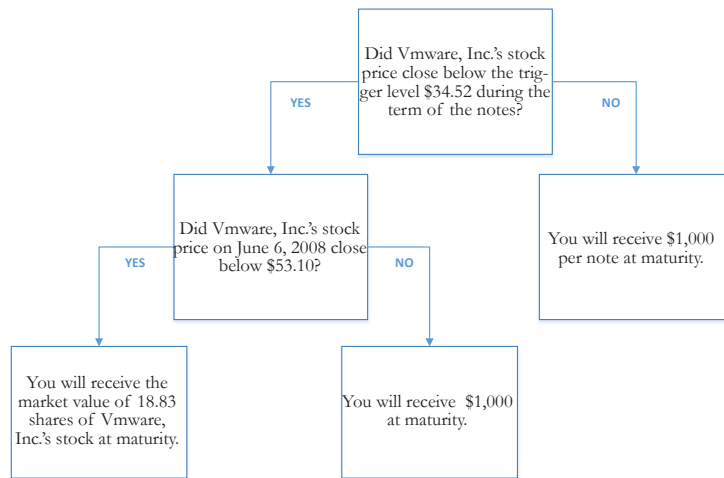 Did Vmware, Inc.'s stock
price close below the trig-
ger level $34.52 during the
term of the notes?
YES
NO
Did Vmware, Inc.'s stock
price on June 6, 2008 close
below $53.10?
You will receive $1,000
per note at maturity.
YES
NO
You will receive the
market value of 18.83
shares of Vmware,
Inc.'s stock at maturity.
You will receive  $1,000
at maturity.